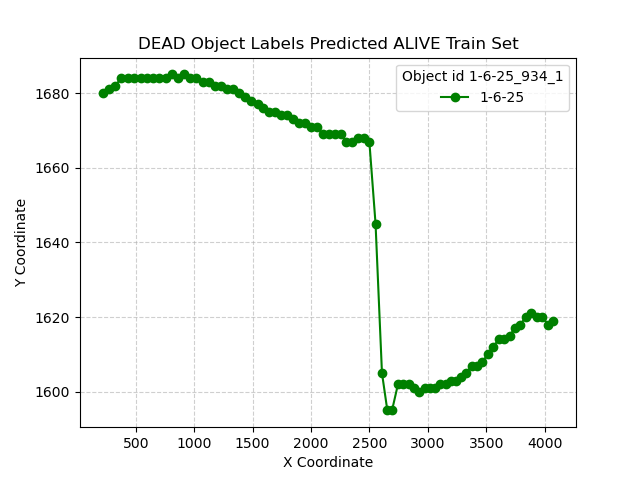 DEAD Object Labels Predicted ALIVE Train Set
Object id 1-6-25_934_1
1-6-25
Y Coordinate
1680
1660
1640
1620
1600
500 1000 1500 2000 2500 3000 3500 4000
X Coordinate